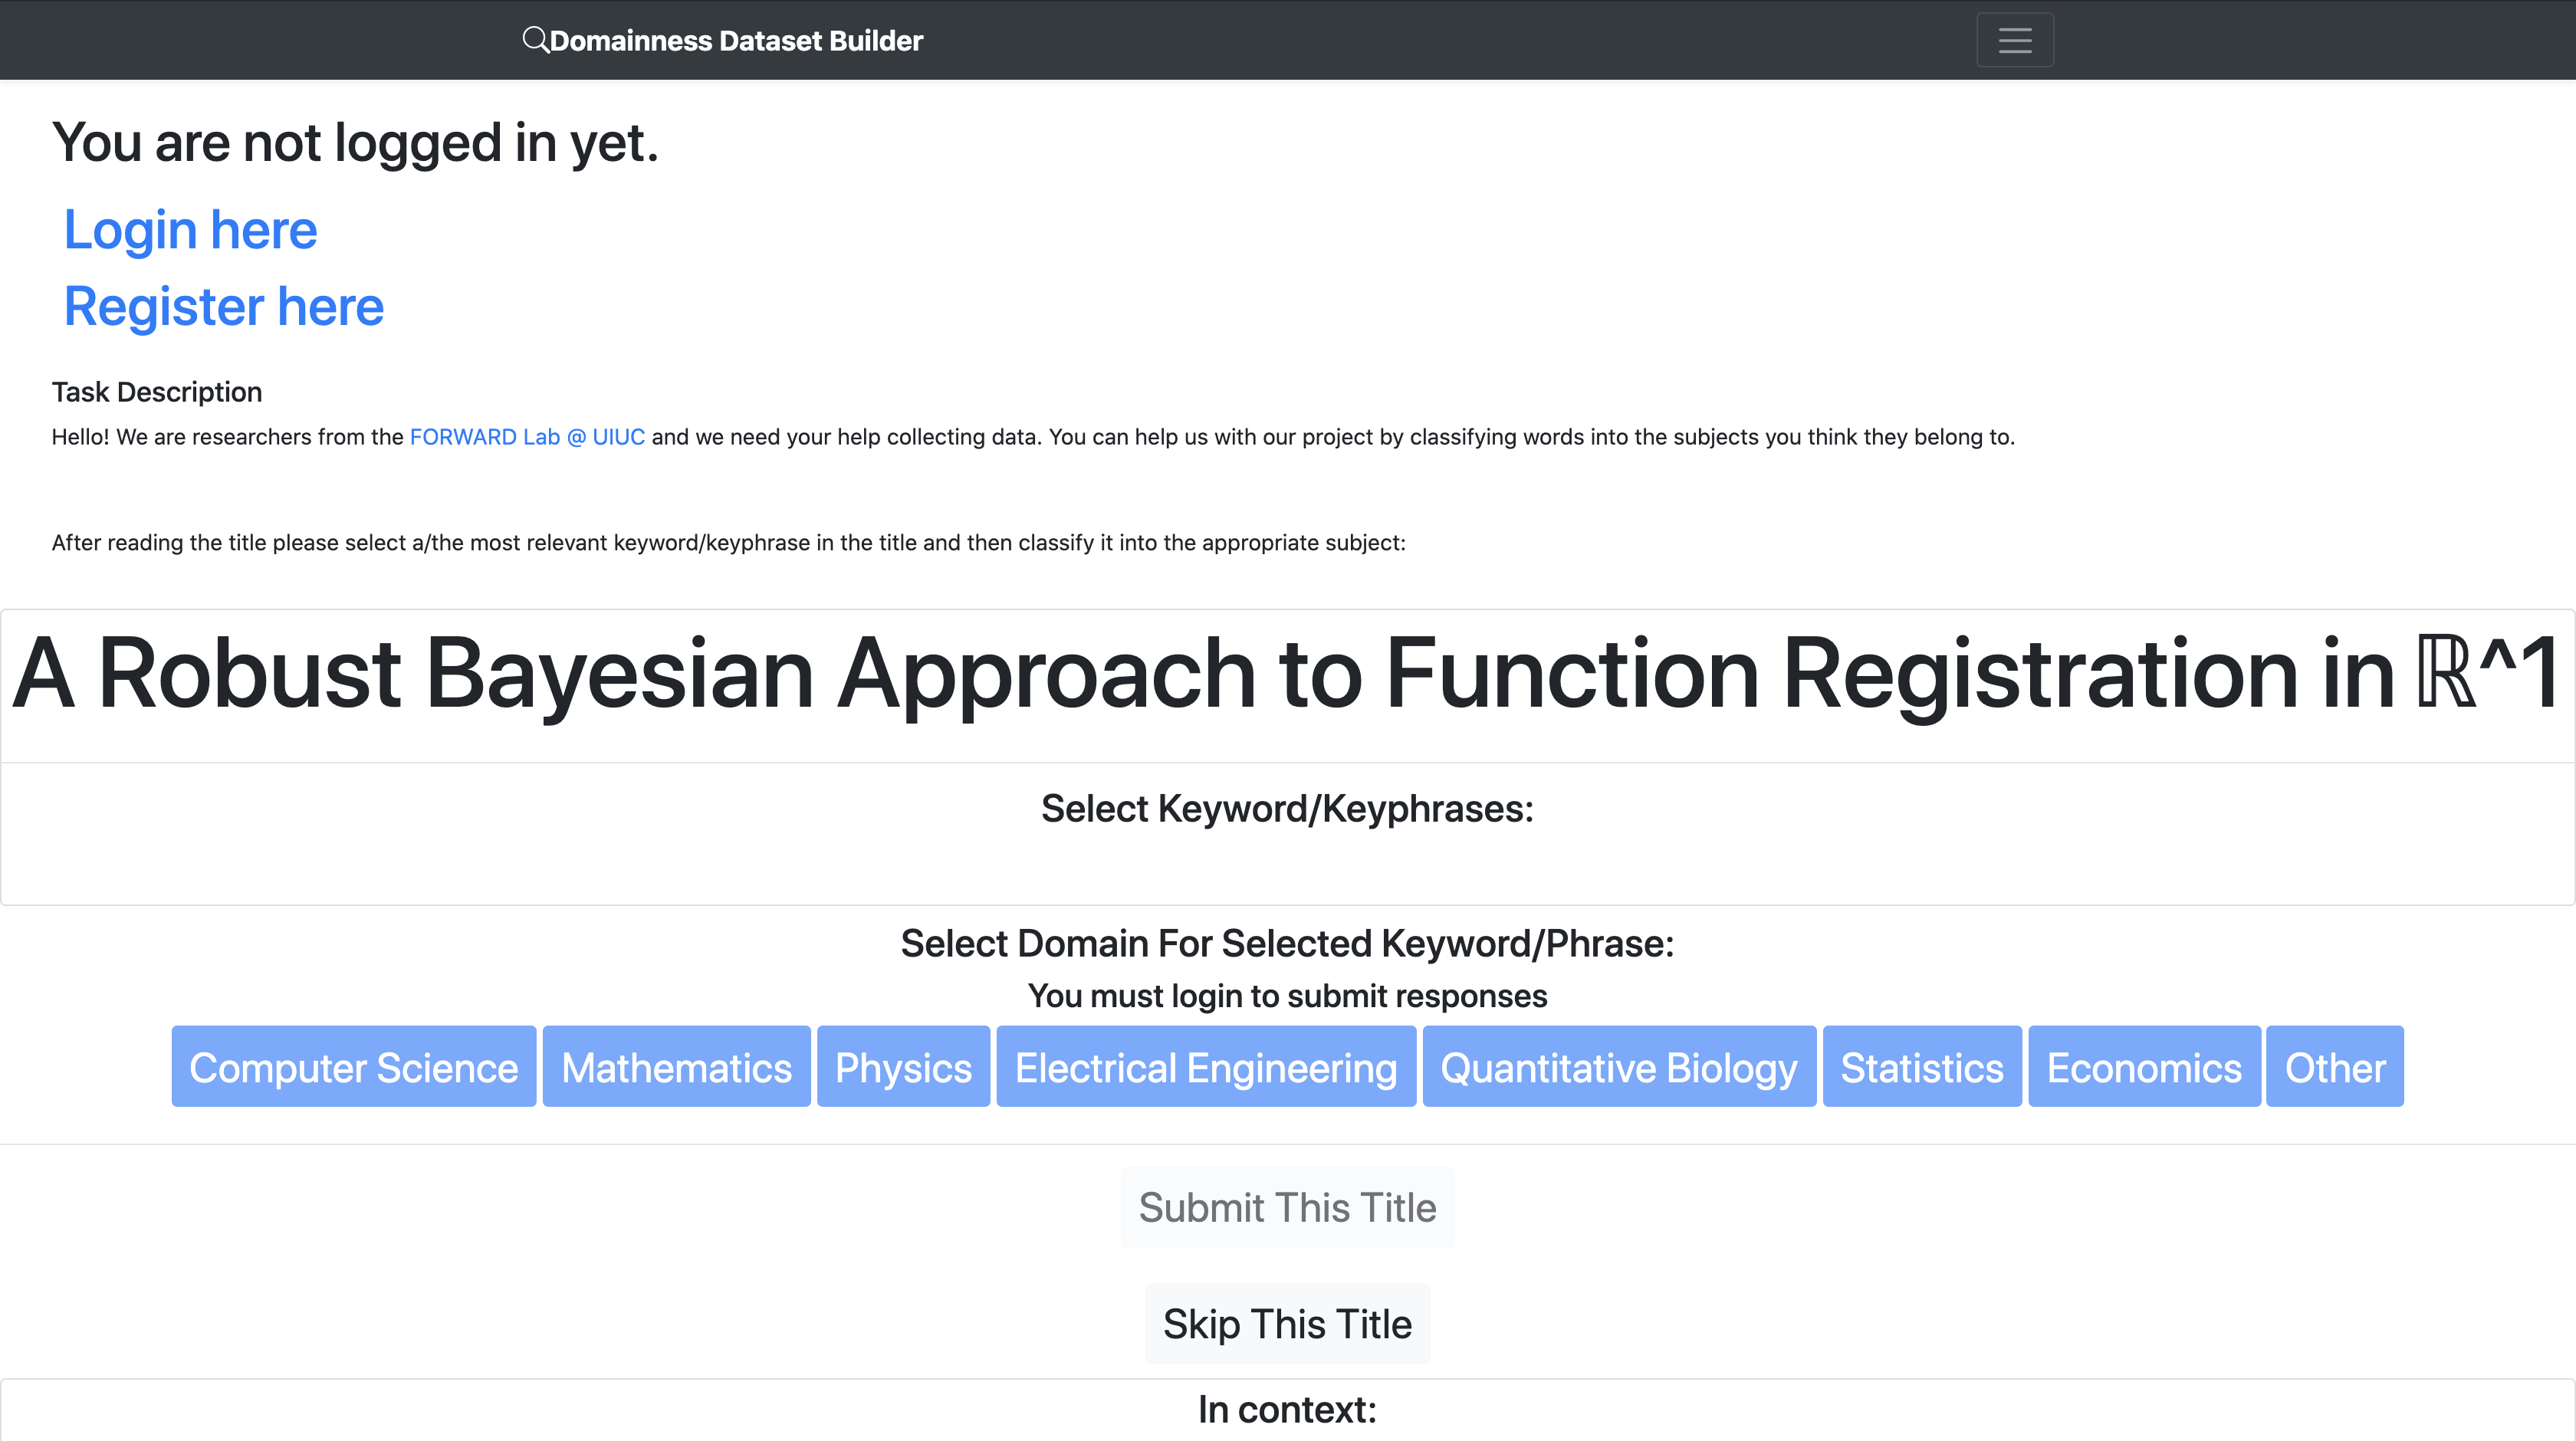 Domainness Dataset Builder
You are not logged in yet.
Login here
Register here
Task Description
Hello! We are researchers from the FORWARD Lab @ UIUC and we need your help collecting data. You can help us with our project by classifying words into the subjects you think they belong to.
After reading the title please select a/the most relevant keyword/keyphrase in the title and then classify it into the appropriate subject:
A Robust Bayesian Approach to Function Registration in ℝ^1
Select Keyword/Keyphrases:
Select Domain For Selected Keyword/Phrase:
You must login to submit responses
Computer Science Mathematics Physics Electrical Engineering Quantitative Biology Statistics Economics Other
Submit This Title
Skip This Title
In context: